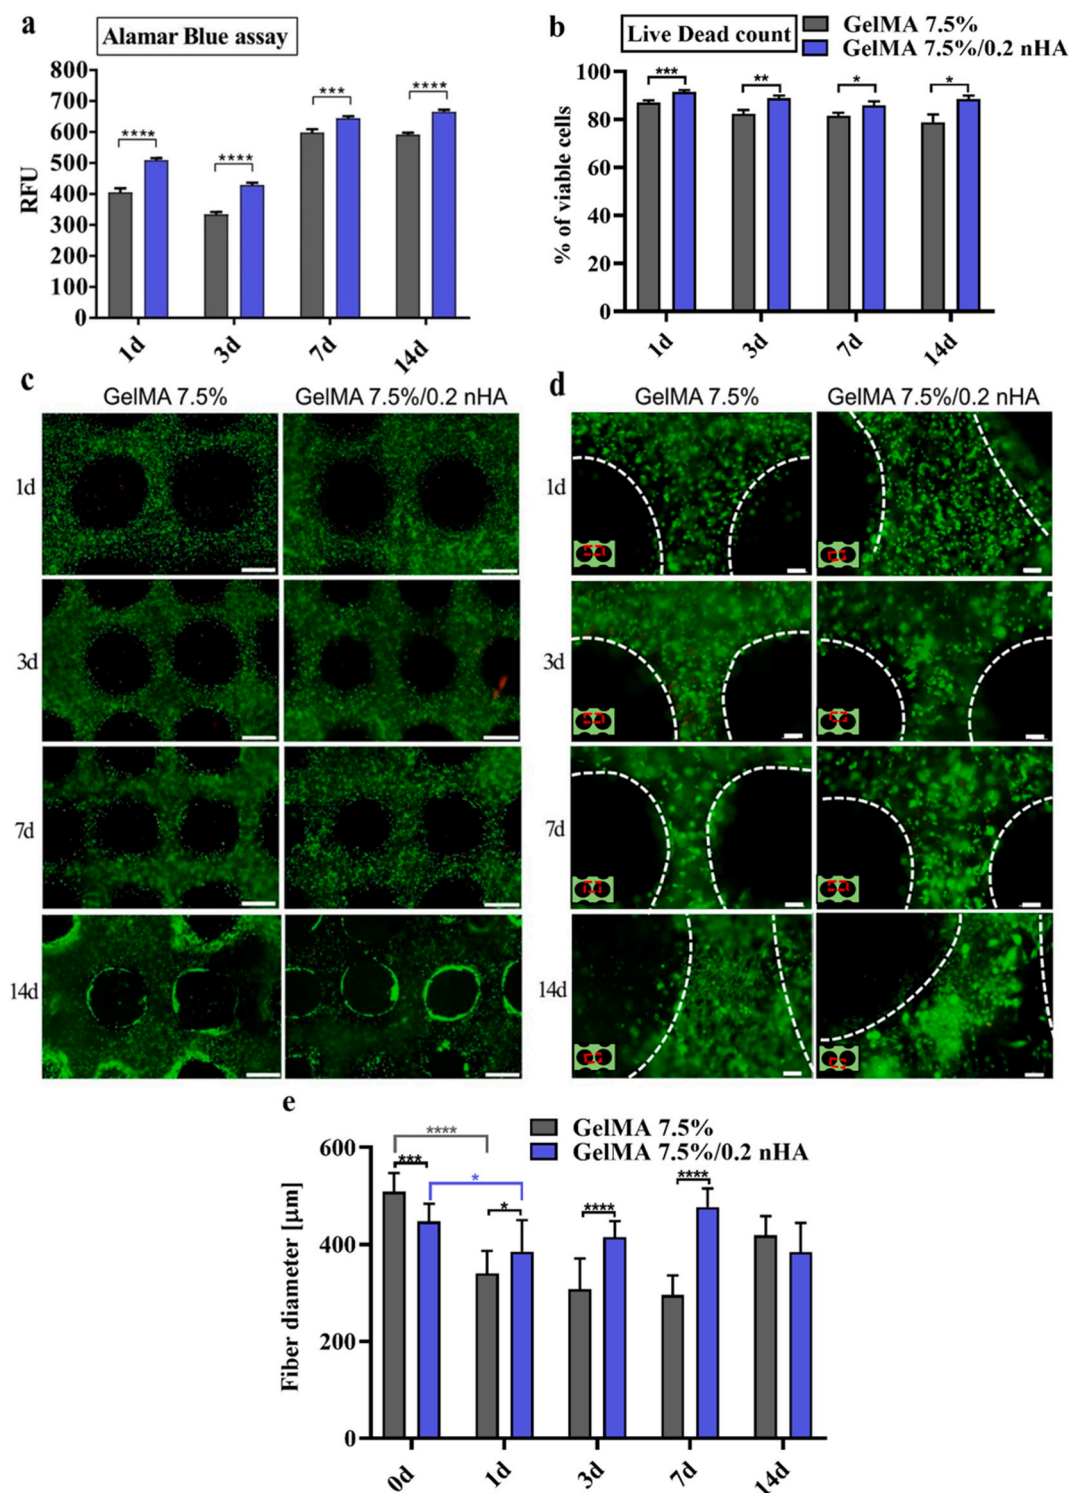 a
Alamar Blue assay
800
700
600
500
400
300
200
100
0
RFU
****
****
***
****
1d
3d
7d
14d
b
Live Dead count
GelMA 7.5%
GelMA 7.5%/0.2 nHA
100
80
60
40
20
0
% of viable cells
***
**
*
*
1d
3d
7d
14d
c
GelMA 7.5%
GelMA 7.5%/0.2 nHA
1d
3d
7d
14d
d
GelMA 7.5%
GelMA 7.5%/0.2 nHA
1d
3d
7d
14d
e
GelMA 7.5%
GelMA 7.5%/0.2 nHA
600
400
200
0
Fiber diameter [µm]
****
***
*
*
****
****
0d
1d
3d
7d
14d